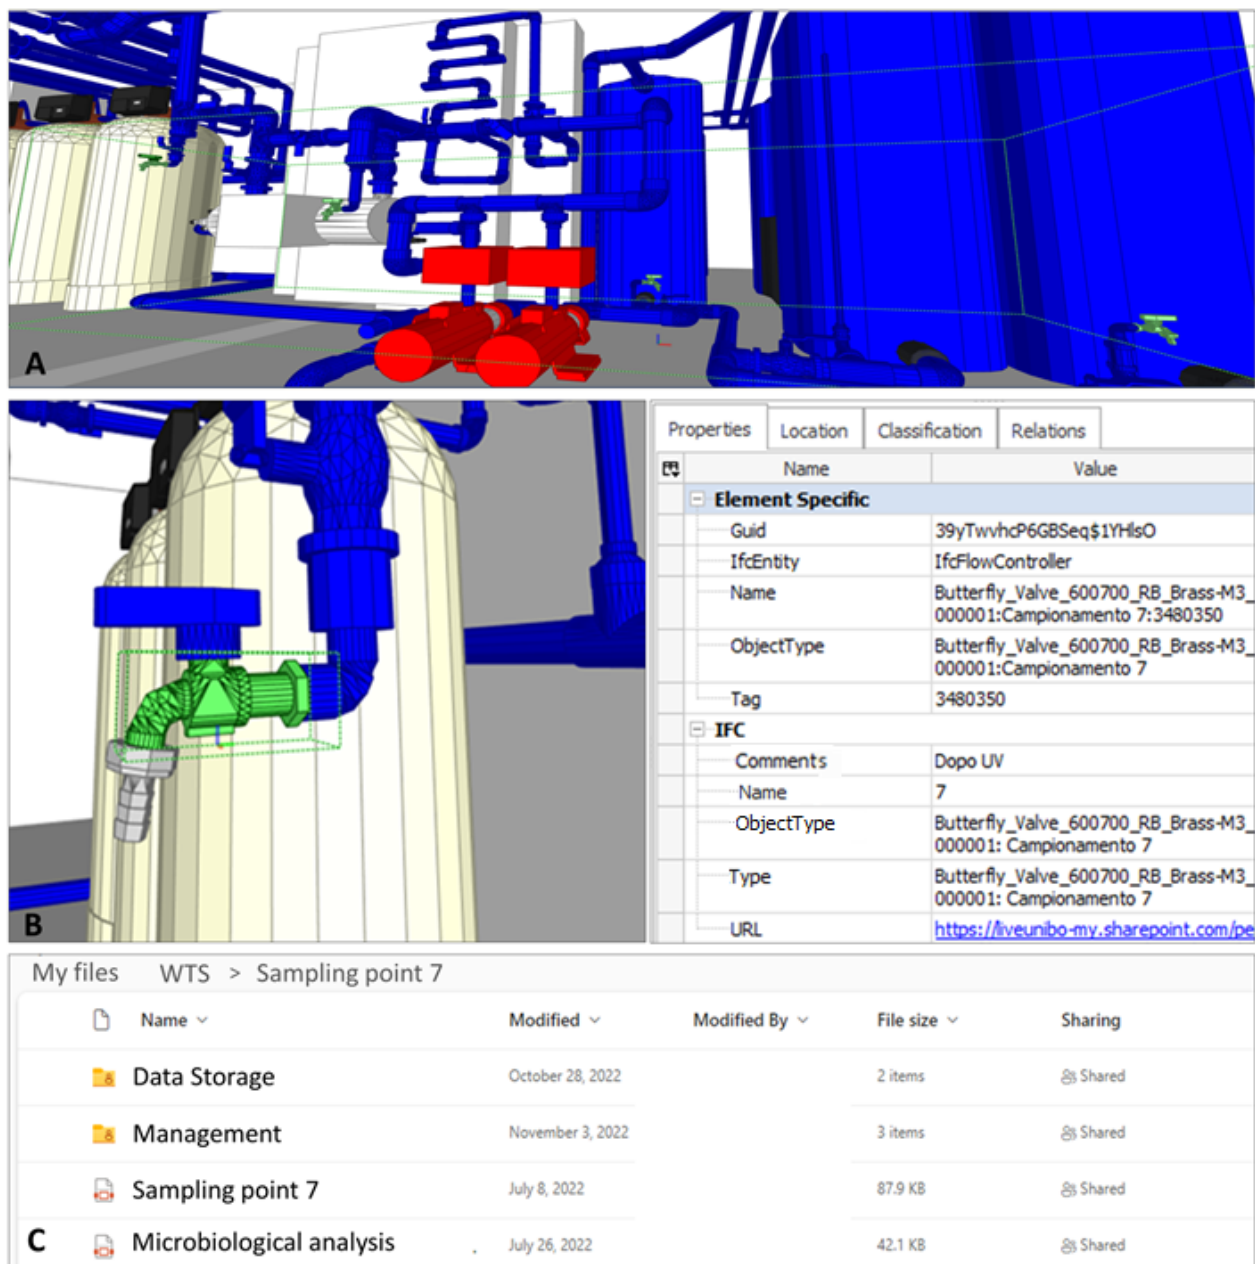 A
B
Properties Location Classification Relations
Name Value
Element Specific
Guid 39yTwvhcP6GBSeq$1YHlsO
IfcEntity IfcFlowController
Name Butterfly_Valve_600700_RB_Brass-M3_
000001:Campionamento 7:3480350
ObjectType Butterfly_Valve_600700_RB_Brass-M3_
000001:Campionamento 7
Tag 3480350
IFC
Comments Dopo UV
Name 7
ObjectType Butterfly_Valve_600700_RB_Brass-M3_
000001: Campionamento 7
Type Butterfly_Valve_600700_RB_Brass-M3_
000001: Campionamento 7
URL https://liveunibo-my.sharepoint.com/pe
My files WTS > Sampling point 7
Name Modified Modified By File size Sharing
Data Storage October 28, 2022 2 items Shared
Management November 3, 2022 3 items Shared
Sampling point 7 July 8, 2022 87.9 KB Shared
C Microbiological analysis July 26, 2022 42.1 KB Shared